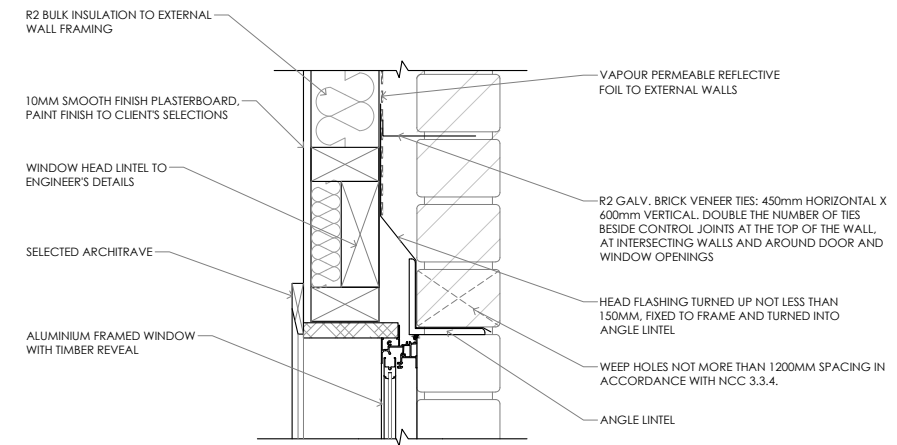 R2 BULK INSULATION TO EXTERNAL
WALL FRAMING
10MM SMOOTH FINISH PLASTERBOARD,
PAINT FINISH TO CLIENT'S SELECTIONS
WINDOW HEAD LINTEL TO
ENGINEER'S DETAILS
SELECTED ARCHITRAVE
ALUMINIUM FRAMED WINDOW
WITH TIMBER REVEAL
VAPOUR PERMEABLE REFLECTIVE
FOIL TO EXTERNAL WALLS
R2 GALV. BRICK VENEER TIES: 450mm HORIZONTAL X
600mm VERTICAL. DOUBLE THE NUMBER OF TIES
BESIDE CONTROL JOINTS AT THE TOP OF THE WALL,
AT INTERSECTING WALLS AND AROUND DOOR AND
WINDOW OPENINGS
HEAD FLASHING TURNED UP NOT LESS THAN
150MM, FIXED TO FRAME AND TURNED INTO
ANGLE LINTEL
WEEP HOLES NOT MORE THAN 1200MM SPACING IN
ACCORDANCE WITH NCC 3.3.4.
ANGLE LINTEL